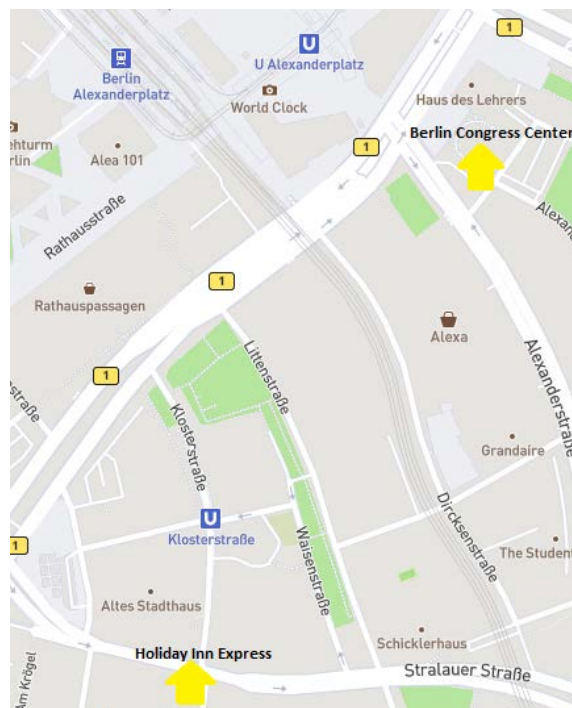 1
U
Berlin
Alexanderplatz
U Alexanderplatz
World Clock
Haus des Lehrers
Berlin Congress Center
ehturm
rlin
Alea 101
1
Alexand
Rathausstraße
1
Rathauspassagen
Alexa
Littenstraße
Alexanderstraße
1
Klosterstraße
straße
Grandaire
U
Klosterstraße
Dircksenstraße
1
Waisenstraße
The Student
Altes Stadthaus
Schicklerhaus
Holiday Inn Express
Stralauer Straße
Am Krögel